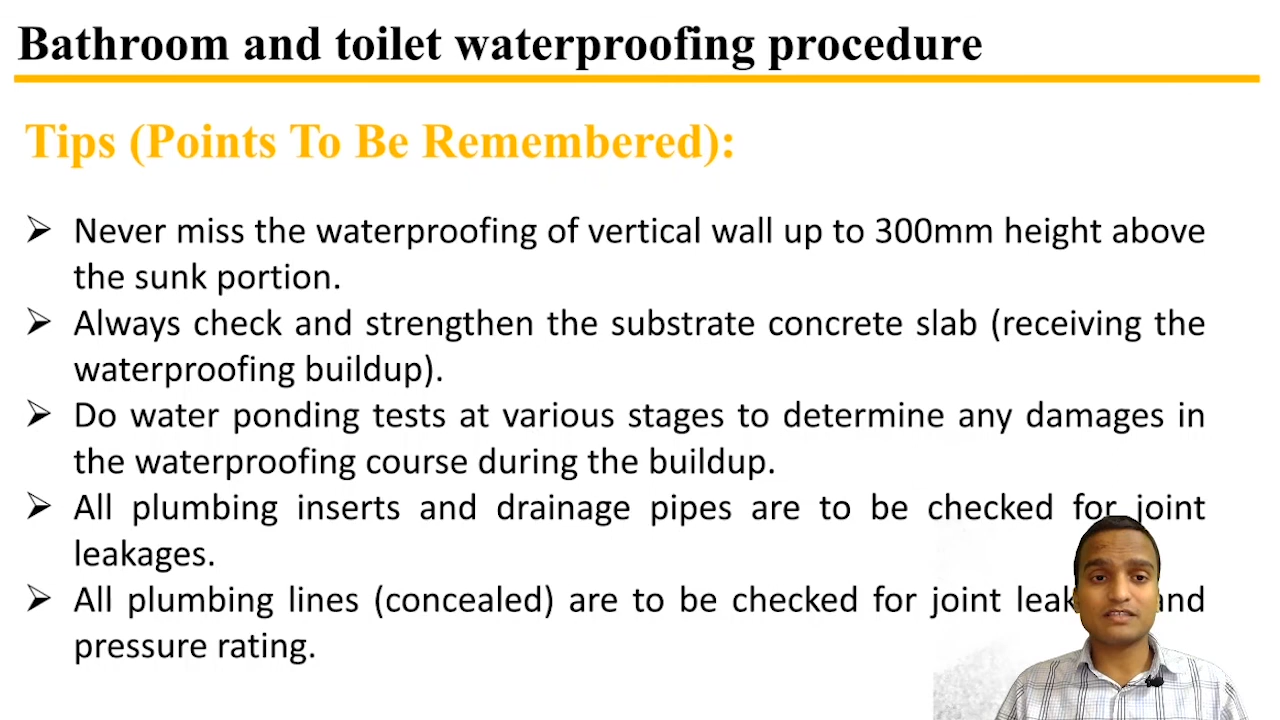 Bathroom and toilet waterproofing procedure
Tips (Points To Be Remembered):
➢ Never miss the waterproofing of vertical wall up to 300mm height above
the sunk portion.
➢ Always check and strengthen the substrate concrete slab (receiving the
waterproofing buildup).
➢ Do water ponding tests at various stages to determine any damages in
the waterproofing course during the buildup.
➢ All plumbing inserts and drainage pipes are to be checked for joint
leakages.
➢ All plumbing lines (concealed) are to be checked for joint and
pressure rating.